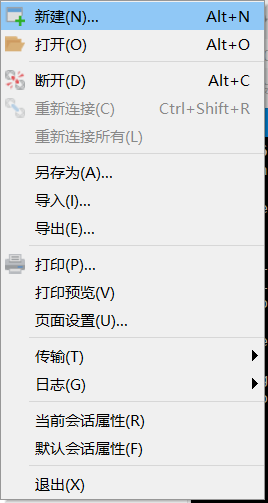 新建(N)... Alt+N
打开(O) Alt+O
断开(D) Alt+C
重新连接(C) Ctrl+Shift+R
重新连接所有(L)
另存为(A)...
导入(I)...
导出(E)...
打印(P)...
打印预览(V)
页面设置(U)...
传输(T)
日志(G)
当前会话属性(R)
默认会话属性(F)
退出(X)